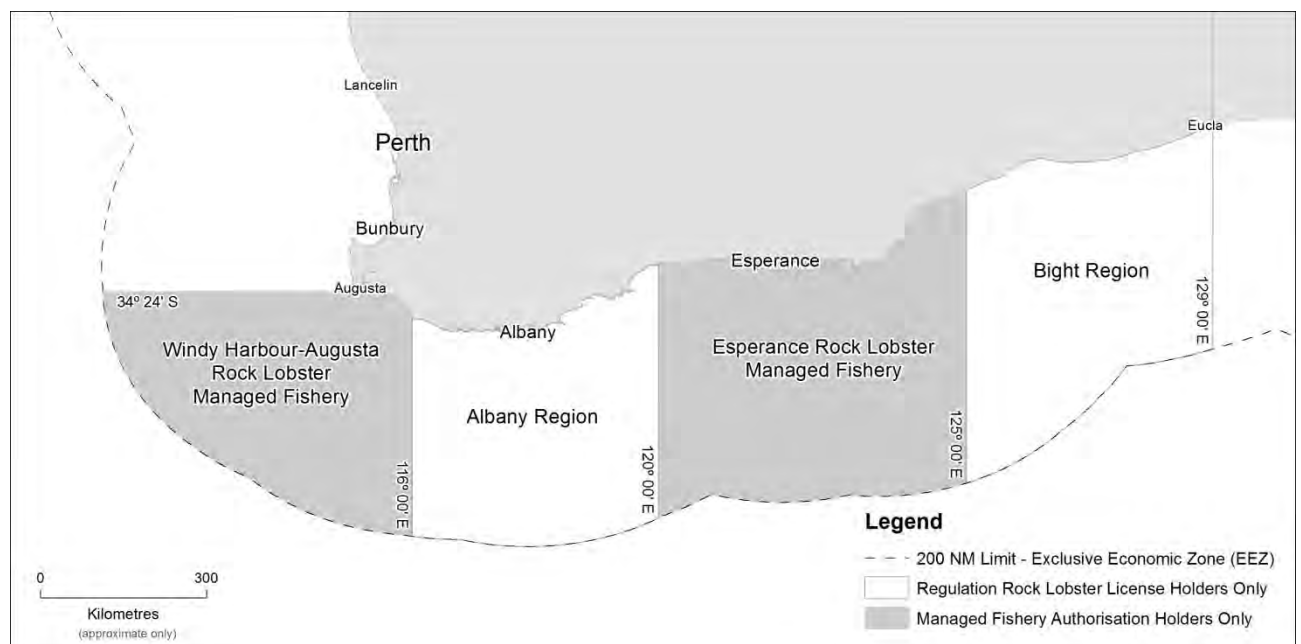 Lancelin
Perth
Eucla
Bunbury
Esperance
Bight Region
Augusta
34° 24' S
129° 00' E
Albany
Windy Harbour-Augusta
Rock Lobster
Managed Fishery
Esperance Rock Lobster
Managed Fishery
Albany Region
116° 00' E
120° 00' E
125° 00' E
Legend
200 NM Limit - Exclusive Economic Zone (EEZ)
Regulation Rock Lobster License Holders Only
Managed Fishery Authorisation Holders Only
0 300
Kilometres
(approximate only)